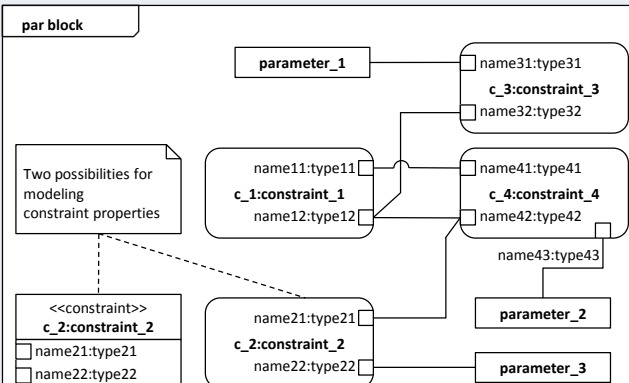 par block
parameter_1
name31:type31
c_3:constraint_3
name32:type32
Two possibilities for
modeling
constraint properties
name11:type11
c_1:constraint_1
name12:type12
name41:type41
c_4:constraint_4
name42:type42
name43:type43
<<constraint>>
c_2:constraint_2
name21:type21
name22:type22
name21:type21
c_2:constraint_2
name22:type22
parameter_2
parameter_3